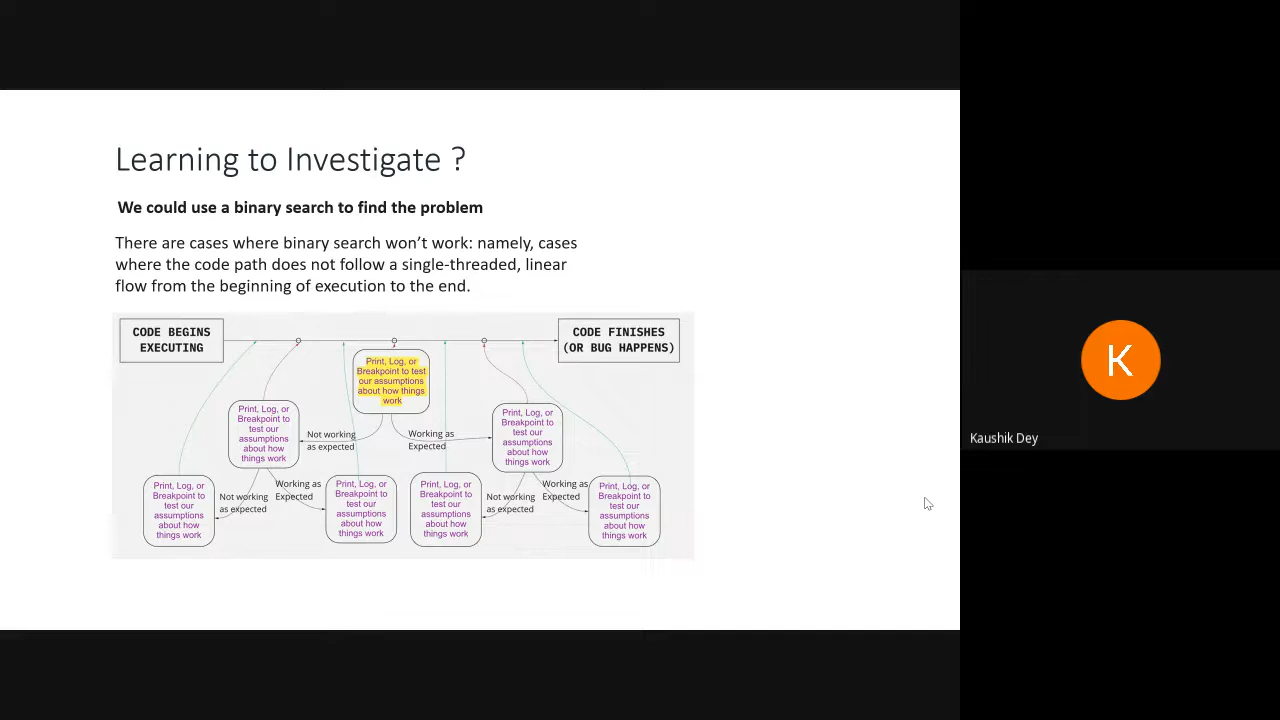 Learning to Investigate ?
We could use a binary search to find the problem
There are cases where binary search won't work: namely, cases
where the code path does not follow a single-threaded, linear
flow from the beginning of execution to the end.
CODE BEGINS
EXECUTING
CODE FINISHES
(OR BUG HAPPENS)
Print, Log, or
Breakpoint to test
our assumptions
about how things
work
Print, Log, or
Breakpoint to
test our
assumptions
about how
things work
Not working
as expected
Working as
Expected
Print, Log, or
Breakpoint to
test our
assumptions
about how
things work
Print, Log, or
Breakpoint to
test our
assumptions
about how
things work
Not working
as expected
Working as
Expected
Print, Log, or
Breakpoint to
test our
assumptions
about how
things work
Print, Log, or
Breakpoint to
test our
assumptions
about how
things work
Not working
as expected
Working as
Expected
Print, Log, or
Breakpoint to
test our
assumptions
about how
things work
K
Kaushik Dey